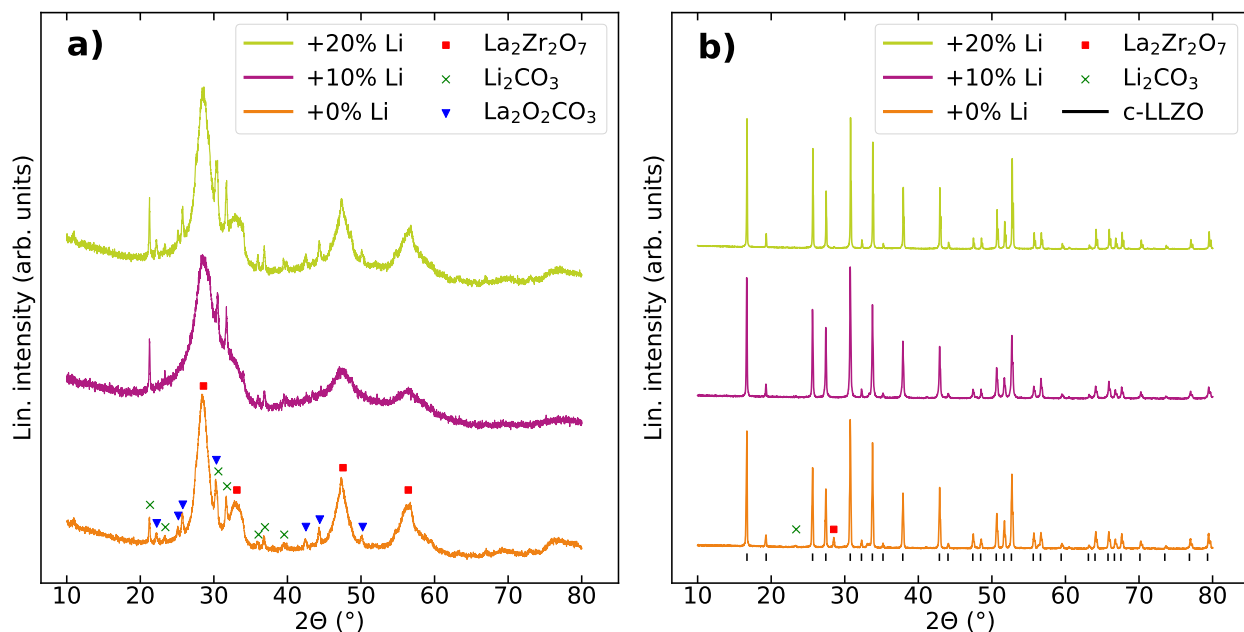 a)
+20% Li
+10% Li
+0% Li
La₂Zr₂O₇
Li₂CO₃
La₂O₂CO₃
Lin. intensity (arb. units)
10 20 30 40 50 60 70 80
2Θ (°)
b)
+20% Li
+10% Li
+0% Li
La₂Zr₂O₇
Li₂CO₃
c-LLZO
Lin. intensity (arb. units)
10 20 30 40 50 60 70 80
2Θ (°)